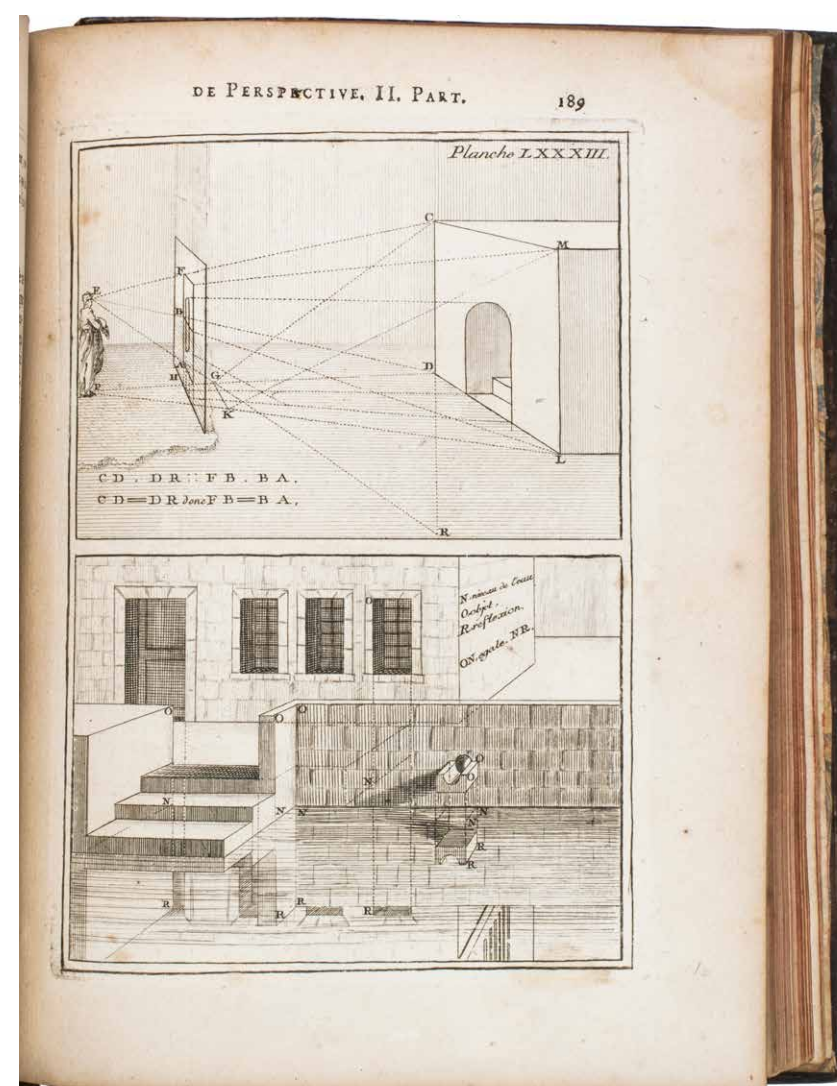 DE PERSPECTIVE. II. PART.
189
Planche LXXXIII.
C
M
E
F
B
D
A
H
G
P
K
L
C D . D R :: F B . B A .
C D = D R donc F B = B A .
R
N. niveau de l'eau
O. objet.
R. reflexion.
ON. egale. NR.
O
O
O
O
O
O
N
N
N
N
N
N
R
R
R
R
R
R